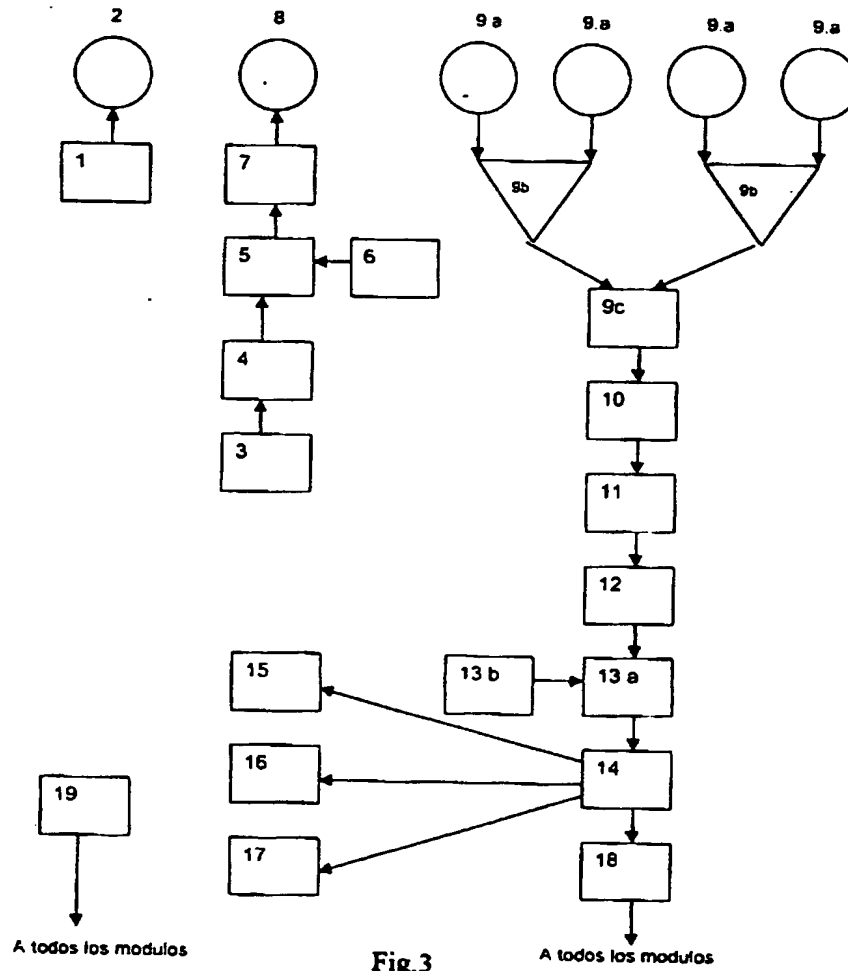 2 8 9 a 9.a 9.a 9.a
1 7 9b 9b
5 6
9c
4
10
3
11
12
15 13 b 13 a
16 14
19
17 18
A todos los modulos A todos los modulos
Fig.3